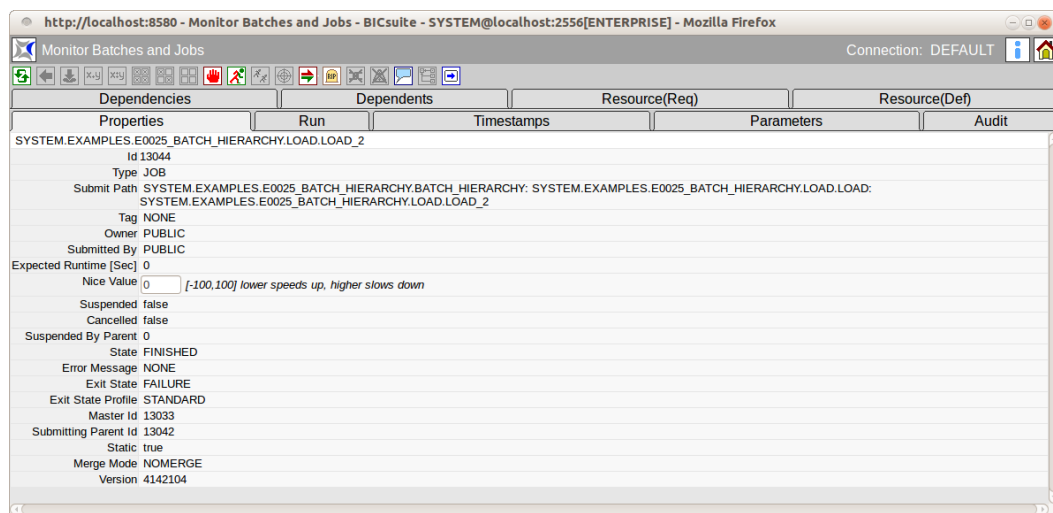 http://localhost:8580 - Monitor Batches and Jobs - BICsuite - SYSTEM@localhost:2556[ENTERPRISE] - Mozilla Firefox
Monitor Batches and Jobs Connection: DEFAULT
x,y x:y RIP
Dependencies Dependents Resource(Req) Resource(Def)
Properties Run Timestamps Parameters Audit
SYSTEM.EXAMPLES.E0025_BATCH_HIERARCHY.LOAD.LOAD_2
Id 13044
Type JOB
Submit Path SYSTEM.EXAMPLES.E0025_BATCH_HIERARCHY.BATCH_HIERARCHY: SYSTEM.EXAMPLES.E0025_BATCH_HIERARCHY.LOAD.LOAD:
SYSTEM.EXAMPLES.E0025_BATCH_HIERARCHY.LOAD.LOAD_2
Tag NONE
Owner PUBLIC
Submitted By PUBLIC
Expected Runtime [Sec] 0
Nice Value 0 [-100,100] lower speeds up, higher slows down
Suspended false
Cancelled false
Suspended By Parent 0
State FINISHED
Error Message NONE
Exit State FAILURE
Exit State Profile STANDARD
Master Id 13033
Submitting Parent Id 13042
Static true
Merge Mode NOMERGE
Version 4142104